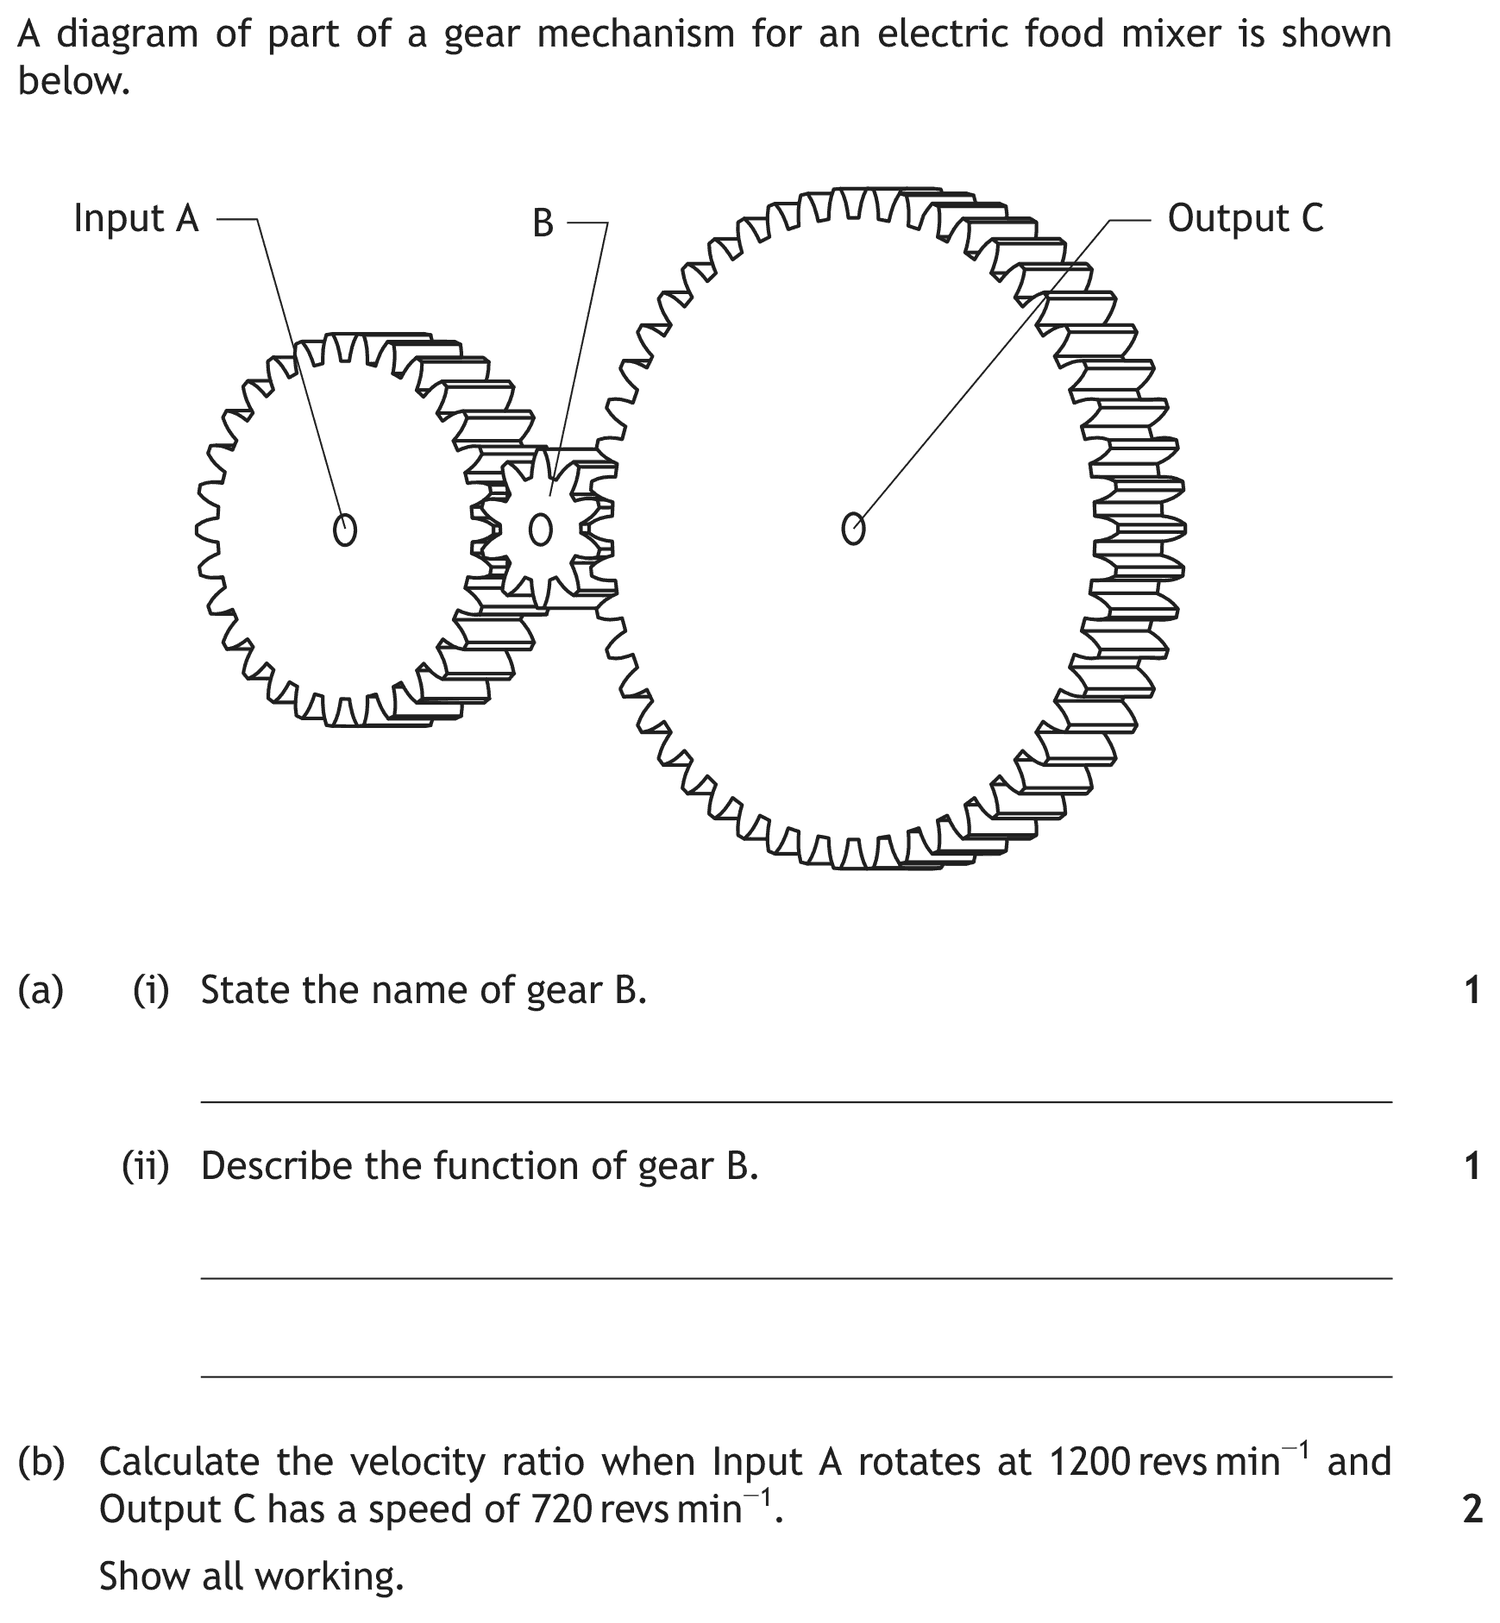 A diagram of part of a gear mechanism for an electric food mixer is shown
below.
Input A
B
Output C
(a) (i) State the name of gear B. 1
(ii) Describe the function of gear B. 1
(b) Calculate the velocity ratio when Input A rotates at 1200 revs min⁻¹ and
Output C has a speed of 720 revs min⁻¹. 2
Show all working.